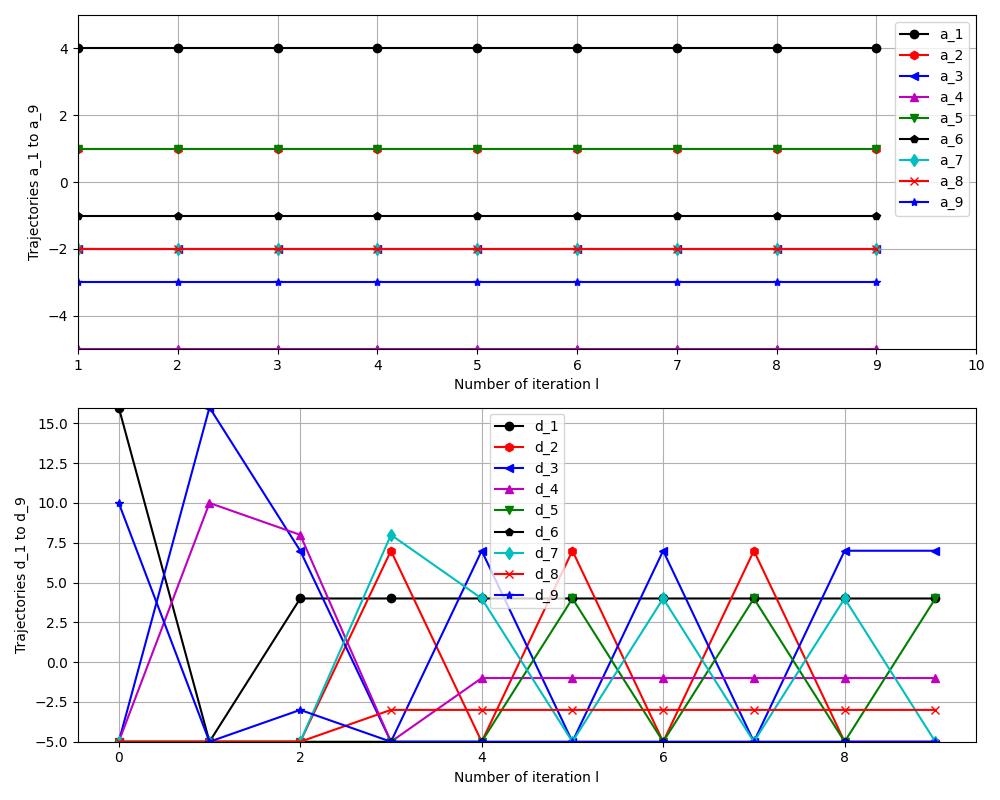 4
2
0
−2
−4
Trajectories a_1 to a_9
a_1
a_2
a_3
a_4
a_5
a_6
a_7
a_8
a_9
1 2 3 4 5 6 7 8 9 10
Number of iteration l
15.0
12.5
10.0
7.5
5.0
2.5
0.0
−2.5
−5.0
Trajectories d_1 to d_9
d_1
d_2
d_3
d_4
d_5
d_6
d_7
d_8
d_9
0 2 4 6 8
Number of iteration l